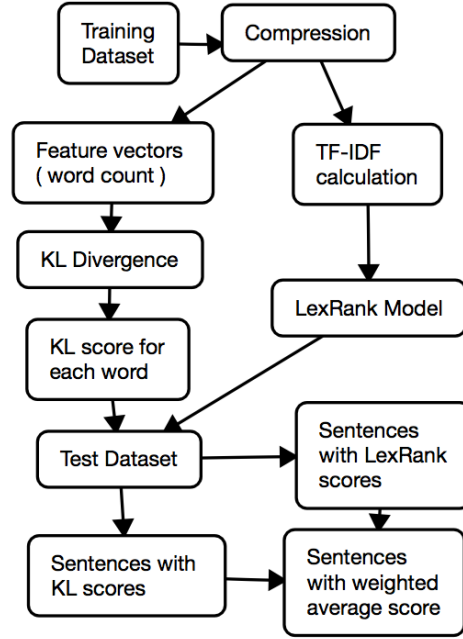 Training
Dataset
Compression
Feature vectors
( word count )
TF-IDF
calculation
KL Divergence
LexRank Model
KL score for
each word
Test Dataset
Sentences
with LexRank
scores
Sentences with
KL scores
Sentences
with weighted
average score